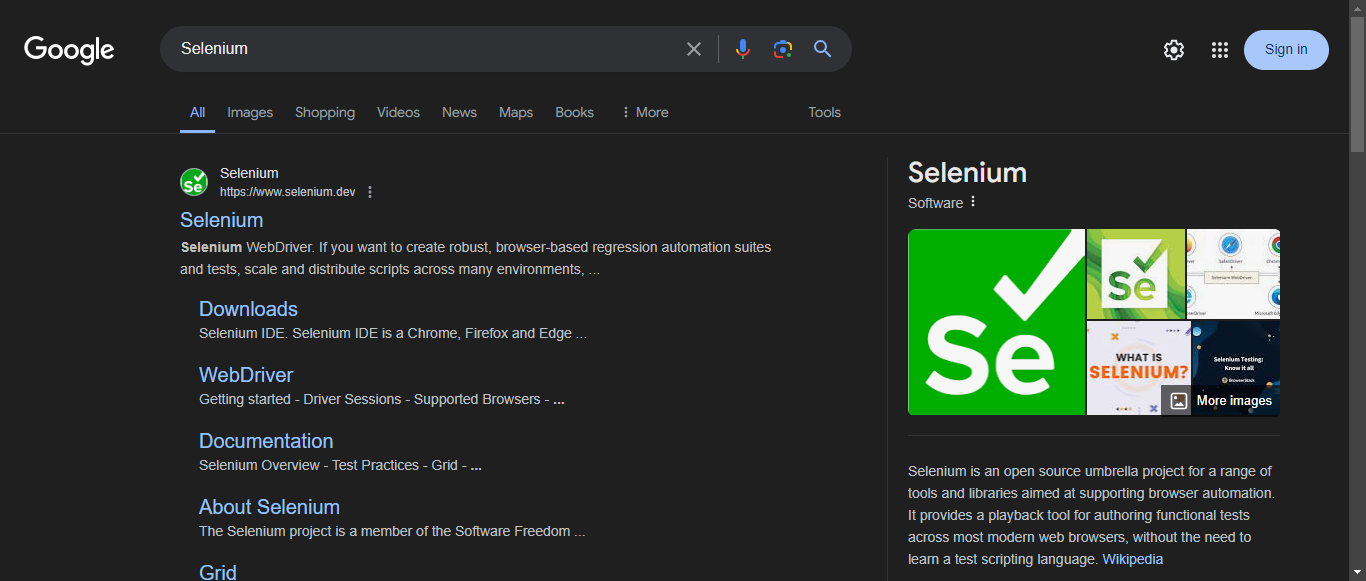 Google
Selenium
Sign in
All Images Shopping Videos News Maps Books More Tools
Se
Selenium
https://www.selenium.dev
Selenium
Selenium WebDriver. If you want to create robust, browser-based regression automation suites
and tests, scale and distribute scripts across many environments, ...
Downloads
Selenium IDE. Selenium IDE is a Chrome, Firefox and Edge ...
WebDriver
Getting started - Driver Sessions - Supported Browsers - ...
Documentation
Selenium Overview - Test Practices - Grid - ...
About Selenium
The Selenium project is a member of the Software Freedom ...
Grid
Selenium
Software
Se
Se
SafariDriver
Selenium WebDriver
WHAT IS
SELENIUM?
Selenium Testing:
Know it all
BrowserStack
More images
Selenium is an open source umbrella project for a range of
tools and libraries aimed at supporting browser automation.
It provides a playback tool for authoring functional tests
across most modern web browsers, without the need to
learn a test scripting language. Wikipedia